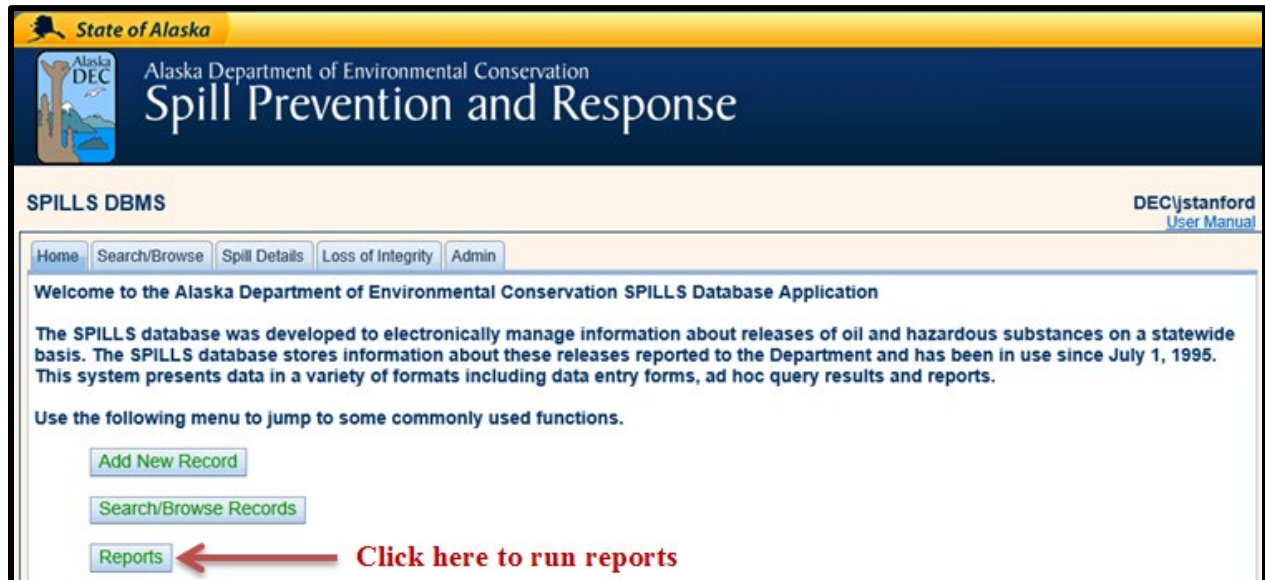 State of Alaska
Alaska
DEC
Alaska Department of Environmental Conservation
Spill Prevention and Response
SPILLS DBMS
DEC\jstanford
User Manual
Home Search/Browse Spill Details Loss of Integrity Admin
Welcome to the Alaska Department of Environmental Conservation SPILLS Database Application
The SPILLS database was developed to electronically manage information about releases of oil and hazardous substances on a statewide
basis. The SPILLS database stores information about these releases reported to the Department and has been in use since July 1, 1995.
This system presents data in a variety of formats including data entry forms, ad hoc query results and reports.
Use the following menu to jump to some commonly used functions.
Add New Record
Search/Browse Records
Reports Click here to run reports